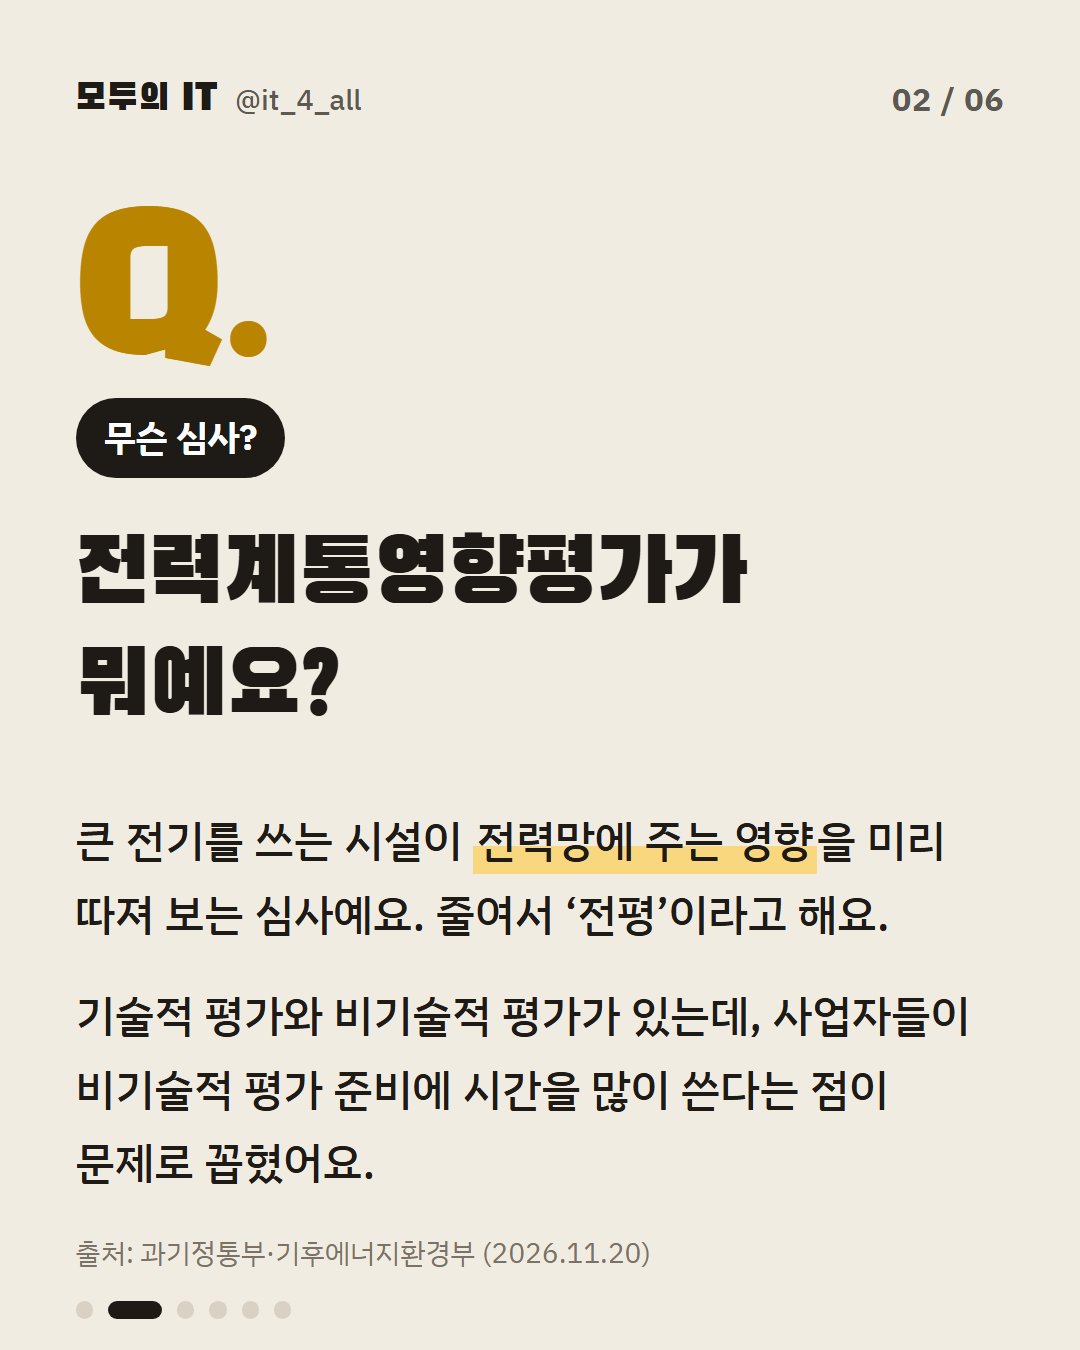 모두의 IT @it_4_all
02 / 06
Q.
무슨 심사?
전력계통영향평가가
뭐예요?
큰 전기를 쓰는 시설이 전력망에 주는 영향을 미리
따져 보는 심사예요. 줄여서 ‘전평’이라고 해요.
기술적 평가와 비기술적 평가가 있는데, 사업자들이
비기술적 평가 준비에 시간을 많이 쓴다는 점이
문제로 꼽혔어요.
출처: 과기정통부·기후에너지환경부 (2026.11.20)